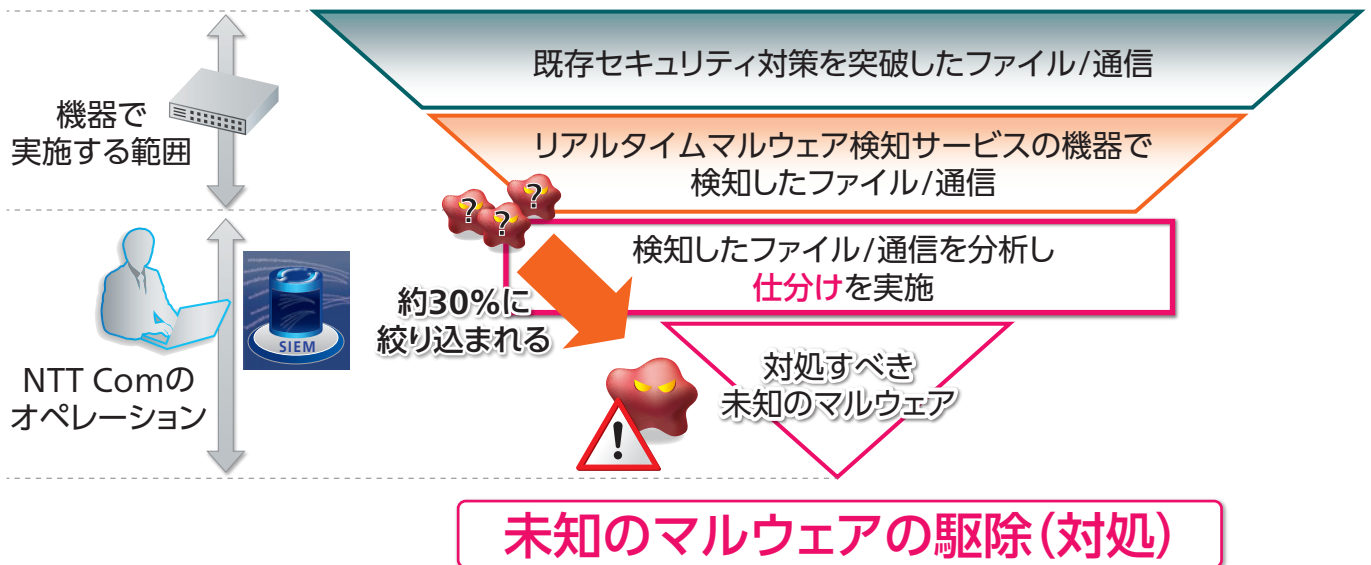 既存セキュリティ対策を突破したファイル/通信
機器で
実施する範囲
リアルタイムマルウェア検知サービスの機器で
検知したファイル/通信
?
?
?
検知したファイル/通信を分析し
仕分けを実施
SIEM
約30%に
絞り込まれる
NTT Comの
オペレーション
対処すべき
未知のマルウェア
!
未知のマルウェアの駆除(対処)